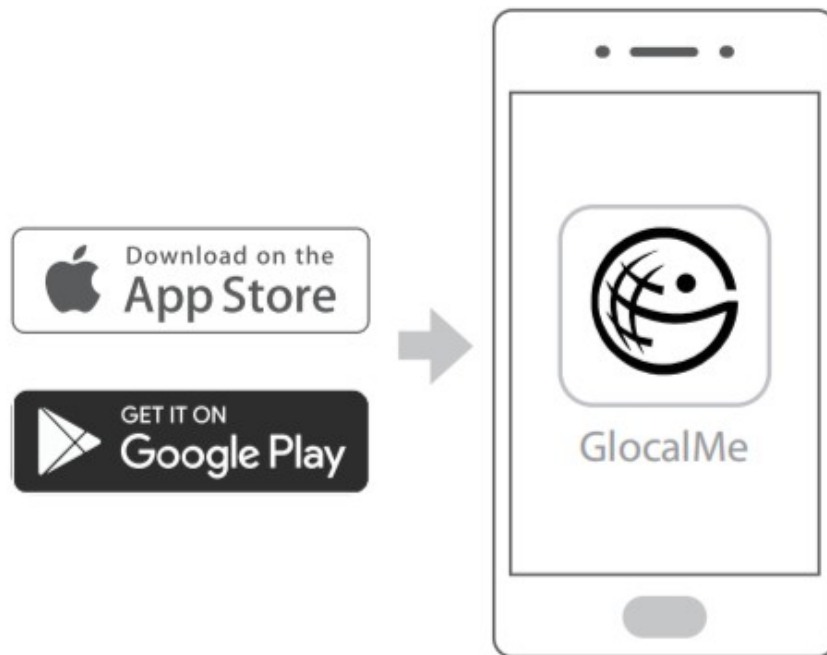 Download on the
App Store
GET IT ON
Google Play
GlocalMe